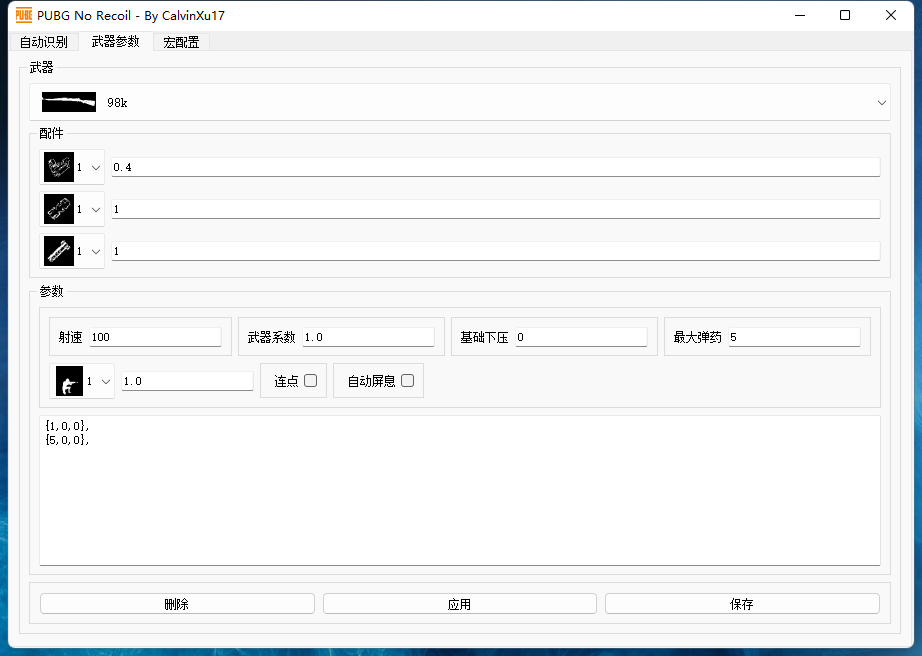 PUBG PUBG No Recoil - By CalvinXu17
自动识别 武器参数 宏配置
武器
98k
配件
1 0.4
1 1
1 1
参数
射速 100 武器系数 1.0 基础下压 0 最大弹药 5
1 1.0 连点 自动屏息
{1,0,0},
{5,0,0},
删除 应用 保存